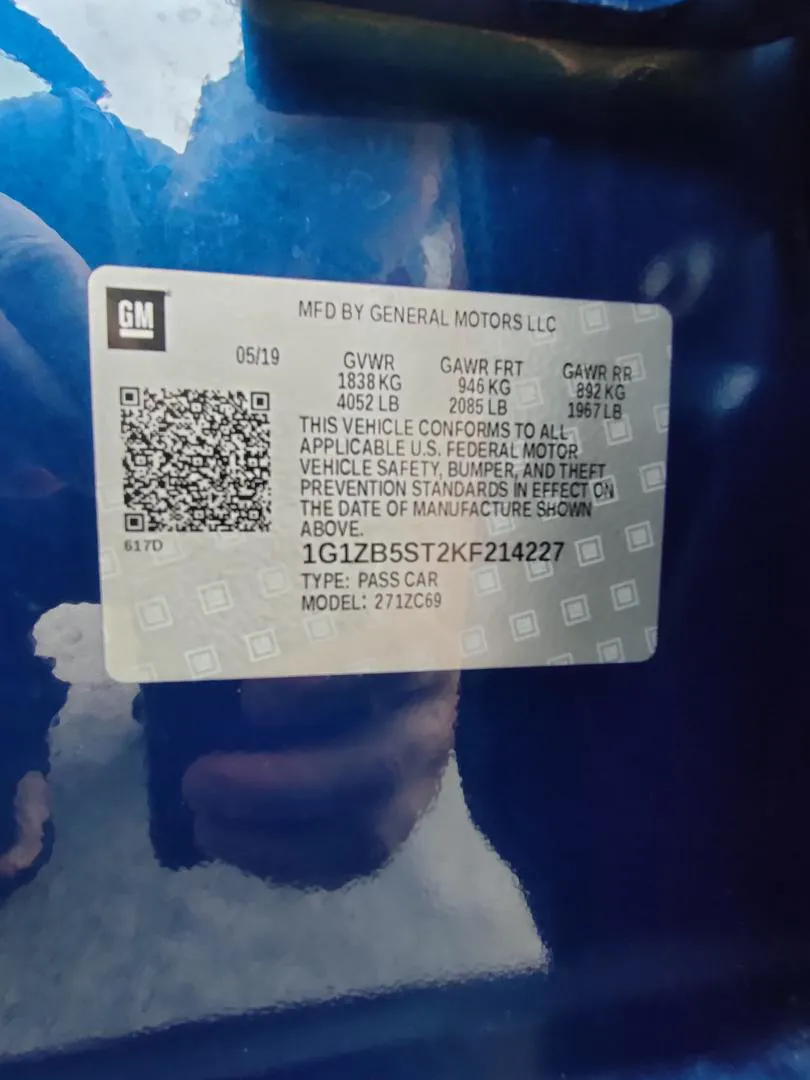 GM
MFD BY GENERAL MOTORS LLC
05/19
GVWR GAWR FRT GAWR RR
1838 KG 946 KG 892 KG
4052 LB 2085 LB 1967 LB
THIS VEHICLE CONFORMS TO ALL
APPLICABLE U.S. FEDERAL MOTOR
VEHICLE SAFETY, BUMPER, AND THEFT
PREVENTION STANDARDS IN EFFECT ON
THE DATE OF MANUFACTURE SHOWN
ABOVE.
617D
1G1ZB5ST2KF214227
TYPE: PASS CAR
MODEL: 271ZC69